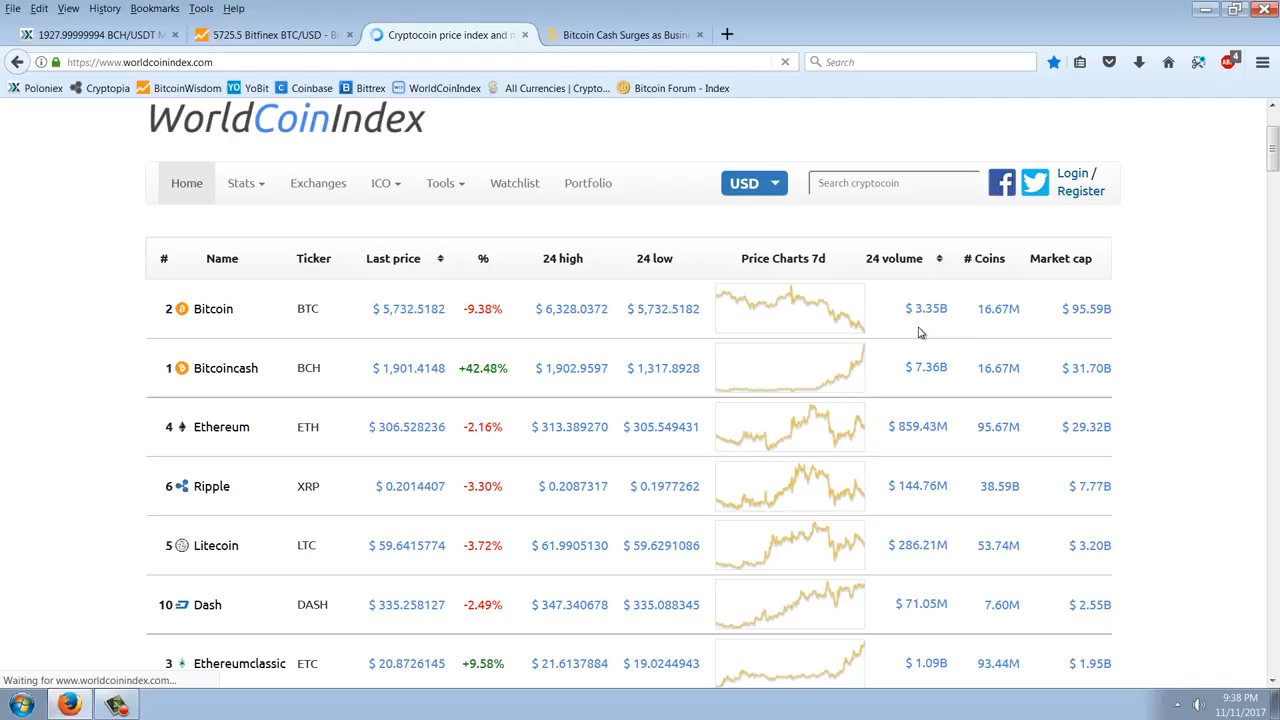 File Edit View History Bookmarks Tools Help
1927.99999994 BCH/USDT M × 5725.5 Bitfinex BTC/USD - B × Cryptocoin price index and m × Bitcoin Cash Surges as Busin × +
https://www.worldcoinindex.com Search 4
Poloniex Cryptopia BitcoinWisdom YoBit Coinbase Bittrex WorldCoinIndex All Currencies | Crypto... Bitcoin Forum - Index
WorldCoinIndex
Home Stats Exchanges ICO Tools Watchlist Portfolio USD Search cryptocoin Login /
Register
# Name Ticker Last price % 24 high 24 low Price Charts 7d 24 volume # Coins Market cap
2 Bitcoin BTC $ 5,732.5182 -9.38% $ 6,328.0372 $ 5,732.5182 $ 3.35B 16.67M $ 95.59B
1 Bitcoincash BCH $ 1,901.4148 +42.48% $ 1,902.9597 $ 1,317.8928 $ 7.36B 16.67M $ 31.70B
4 Ethereum ETH $ 306.528236 -2.16% $ 313.389270 $ 305.549431 $ 859.43M 95.67M $ 29.32B
6 Ripple XRP $ 0.2014407 -3.30% $ 0.2087317 $ 0.1977262 $ 144.76M 38.59B $ 7.77B
5 Litecoin LTC $ 59.6415774 -3.72% $ 61.9905130 $ 59.6291086 $ 286.21M 53.74M $ 3.20B
10 Dash DASH $ 335.258127 -2.49% $ 347.340678 $ 335.088345 $ 71.05M 7.60M $ 2.55B
3 Ethereumclassic ETC $ 20.8726145 +9.58% $ 21.6137884 $ 19.0244943 $ 1.09B 93.44M $ 1.95B
Waiting for www.worldcoinindex.com...
9:38 PM
11/11/2017